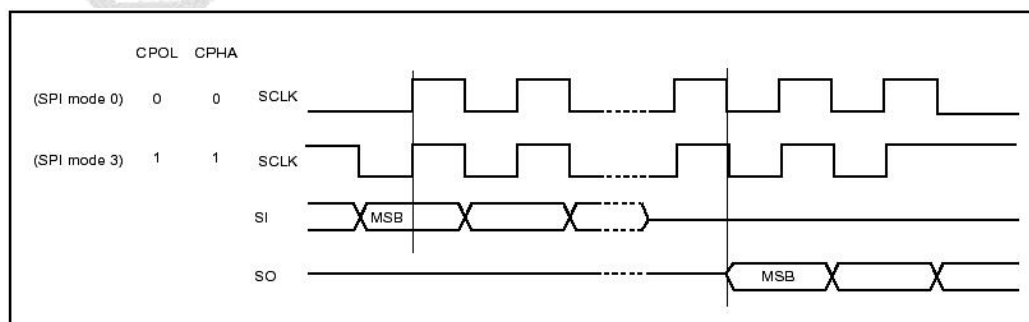 CPOL CPHA
(SPI mode 0) 0 0 SCLK
(SPI mode 3) 1 1 SCLK
SI MSB
SO MSB